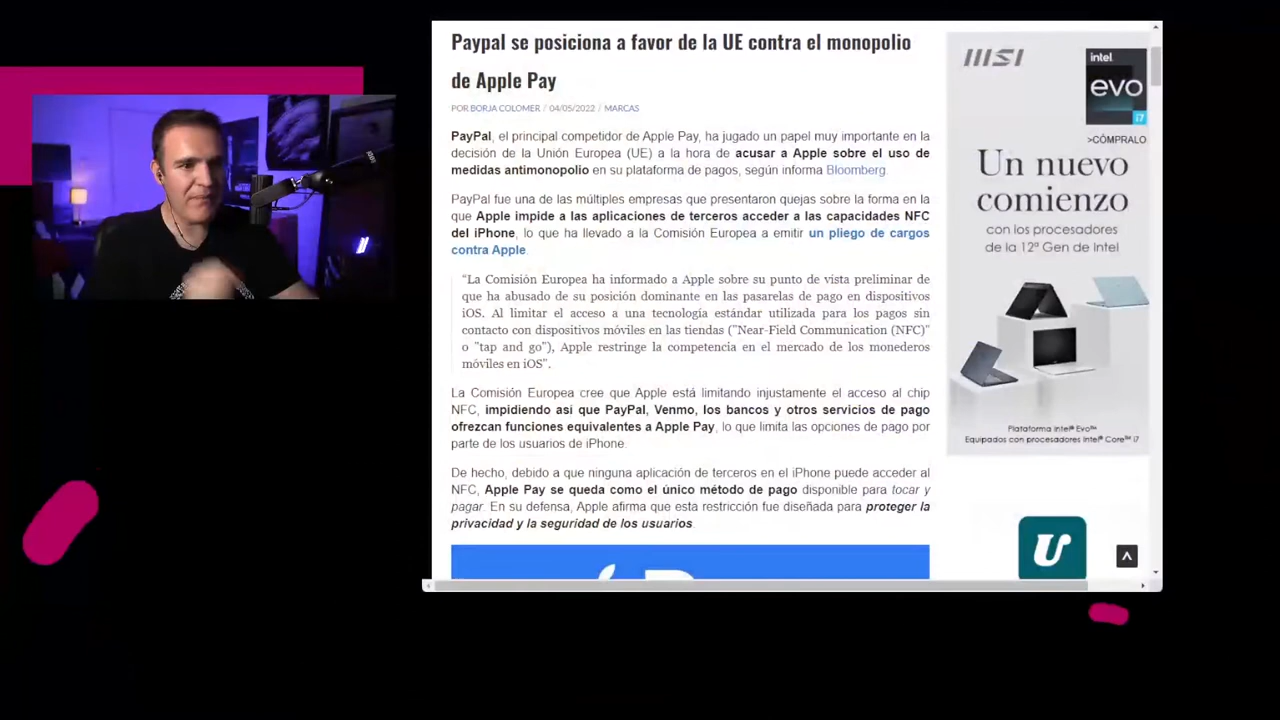 Paypal se posiciona a favor de la UE contra el monopolio
de Apple Pay
POR BORJA COLOMER / 04/05/2022 / MARCAS
PayPal, el principal competidor de Apple Pay, ha jugado un papel muy importante en la
decisión de la Unión Europea (UE) a la hora de acusar a Apple sobre el uso de
medidas antimonopolio en su plataforma de pagos, según informa Bloomberg.
PayPal fue una de las múltiples empresas que presentaron quejas sobre la forma en la
que Apple impide a las aplicaciones de terceros acceder a las capacidades NFC
del iPhone, lo que ha llevado a la Comisión Europea a emitir un pliego de cargos
contra Apple.
“La Comisión Europea ha informado a Apple sobre su punto de vista preliminar de
que ha abusado de su posición dominante en las pasarelas de pago en dispositivos
iOS. Al limitar el acceso a una tecnología estándar utilizada para los pagos sin
contacto con dispositivos móviles en las tiendas ("Near-Field Communication (NFC)"
o "tap and go"), Apple restringe la competencia en el mercado de los monederos
móviles en iOS”.
La Comisión Europea cree que Apple está limitando injustamente el acceso al chip
NFC, impidiendo así que PayPal, Venmo, los bancos y otros servicios de pago
ofrezcan funciones equivalentes a Apple Pay, lo que limita las opciones de pago por
parte de los usuarios de iPhone.
De hecho, debido a que ninguna aplicación de terceros en el iPhone puede acceder al
NFC, Apple Pay se queda como el único método de pago disponible para tocar y
pagar. En su defensa, Apple afirma que esta restricción fue diseñada para proteger la
privacidad y la seguridad de los usuarios.
msi
intel
evo
i7
>CÓMPRALO
Un nuevo
comienzo
con los procesadores
de la 12ª Gen de Intel
Plataforma Intel® Evo™
Equipados con procesadores Intel® Core™ i7
U